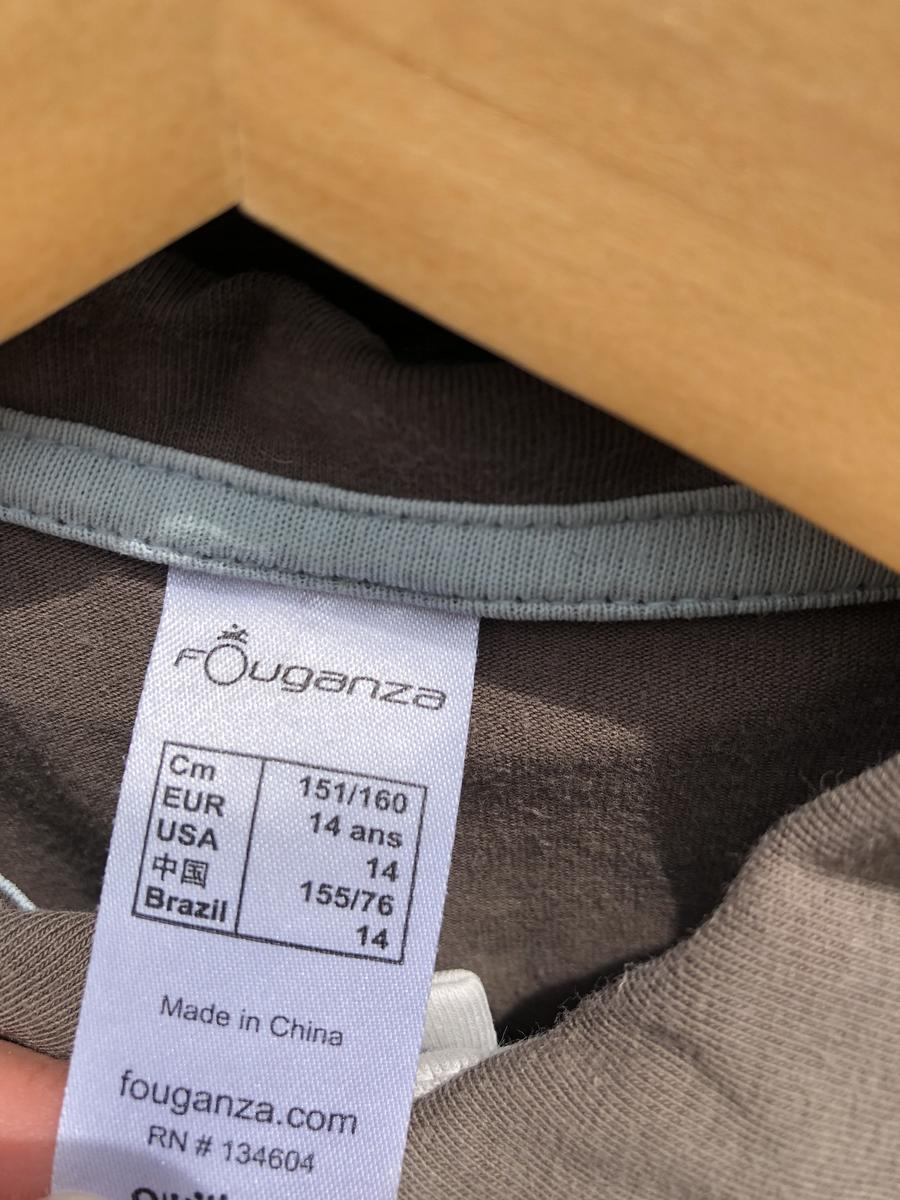 Fouganza
Cm 151/160
EUR 14 ans
USA 14
中国 155/76
Brazil 14
Made in China
fouganza.com
RN # 134604